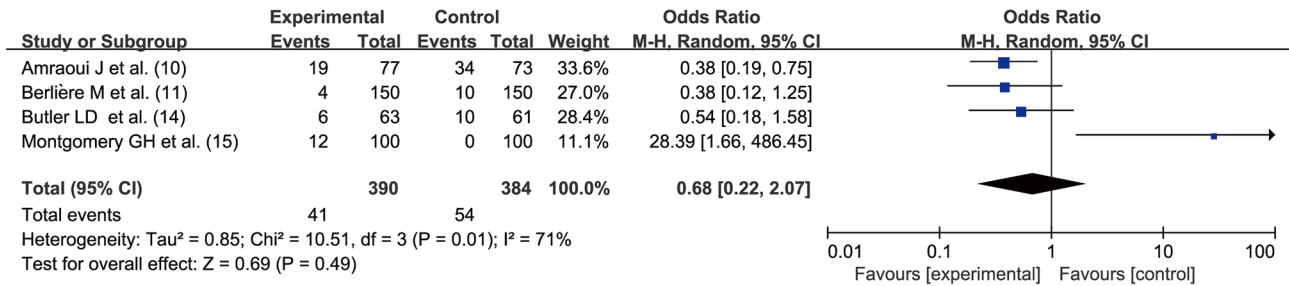 Experimental Control Odds Ratio Odds Ratio
Study or Subgroup Events Total Events Total Weight M-H, Random, 95% CI M-H, Random, 95% CI
Amraoui J et al. (10) 19 77 34 73 33.6% 0.38 [0.19, 0.75]
Berlière M et al. (11) 4 150 10 150 27.0% 0.38 [0.12, 1.25]
Butler LD et al. (14) 6 63 10 61 28.4% 0.54 [0.18, 1.58]
Montgomery GH et al. (15) 12 100 0 100 11.1% 28.39 [1.66, 486.45]
Total (95% CI) 390 384 100.0% 0.68 [0.22, 2.07]
Total events 41 54
Heterogeneity: Tau² = 0.85; Chi² = 10.51, df = 3 (P = 0.01); I² = 71%
Test for overall effect: Z = 0.69 (P = 0.49)
0.01 0.1 1 10 100
Favours [experimental] Favours [control]